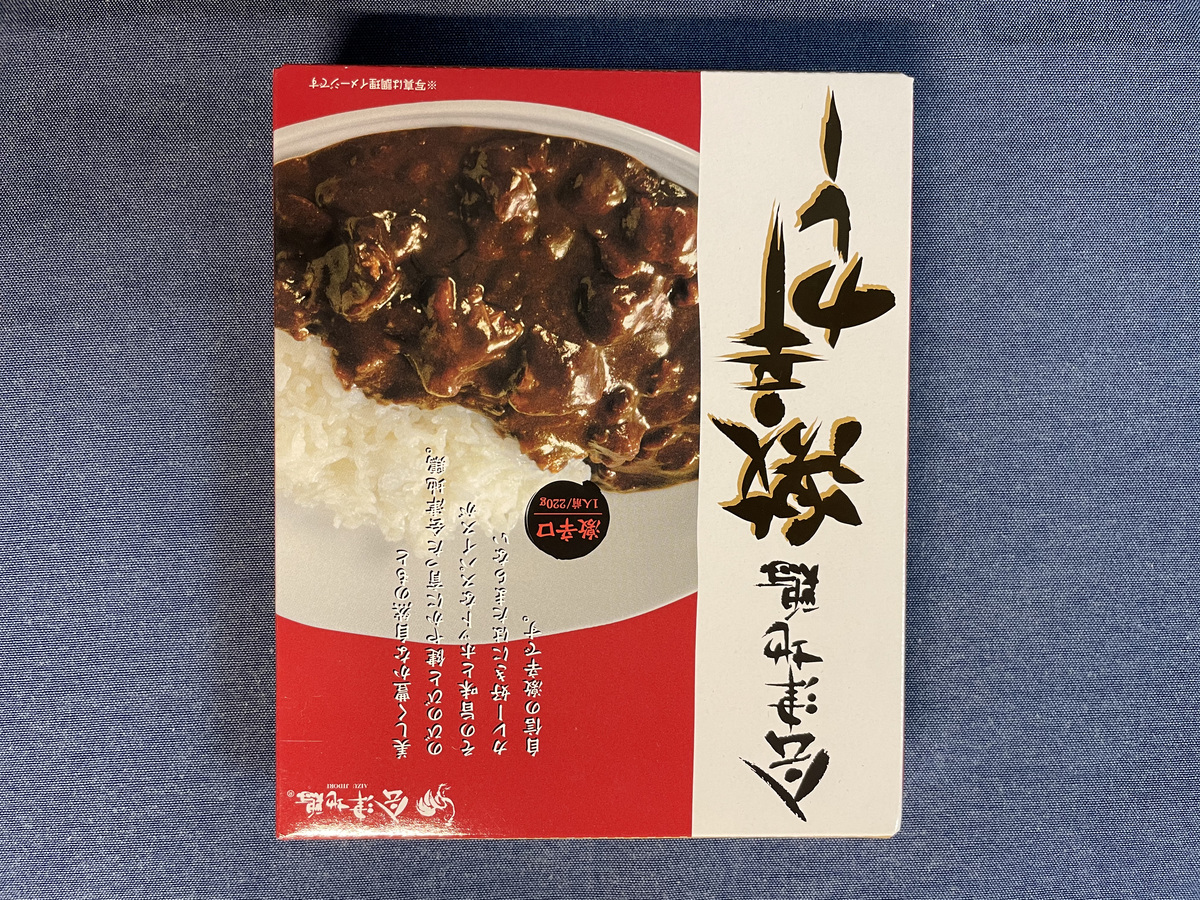 会津地鶏
激辛カレー
会津地鶏®
AIZU JIDORI
美しく豊かな自然のもと
のびのびと健やかに育った会津地鶏。
その旨味とホットなスパイスが
カレー好きにはたまらない
自信の激辛です。
激辛口
1人前/220g
※写真は調理イメージです